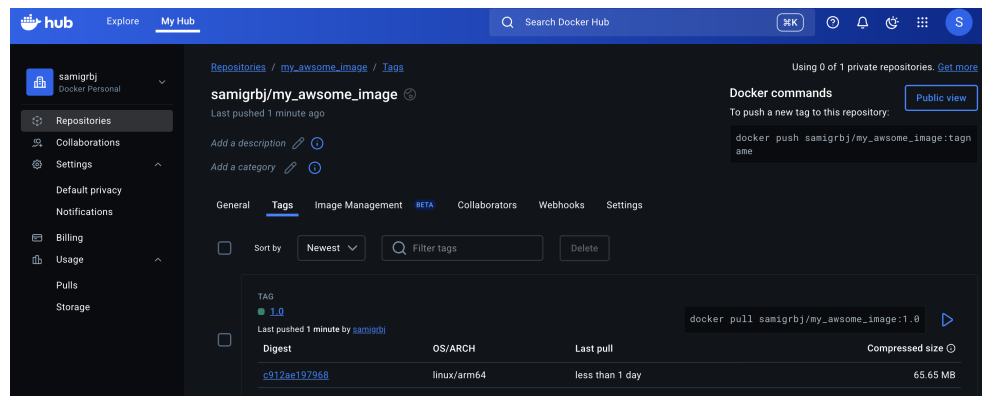 hub Explore My Hub Search Docker Hub ⌘K S
samigrbj
Docker Personal
Repositories
Collaborations
Settings
Default privacy
Notifications
Billing
Usage
Pulls
Storage
Repositories / my_awsome_image / Tags
Using 0 of 1 private repositories. Get more
samigrbj/my_awsome_image
Last pushed 1 minute ago
Add a description
Add a category
Docker commands
Public view
To push a new tag to this repository:
docker push samigrbj/my_awsome_image:tagn
ame
General Tags Image Management BETA Collaborators Webhooks Settings
Sort by Newest Filter tags Delete
TAG
1.0
Last pushed 1 minute by samigrbj
docker pull samigrbj/my_awsome_image:1.0
Digest OS/ARCH Last pull Compressed size
c912ae197968 linux/arm64 less than 1 day 65.65 MB